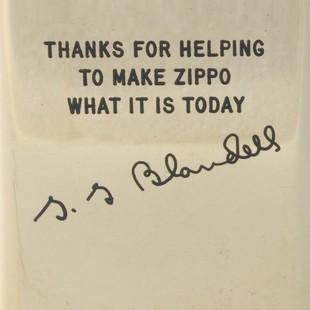 THANKS FOR HELPING
TO MAKE ZIPPO
WHAT IT IS TODAY
G. G Blaisdell